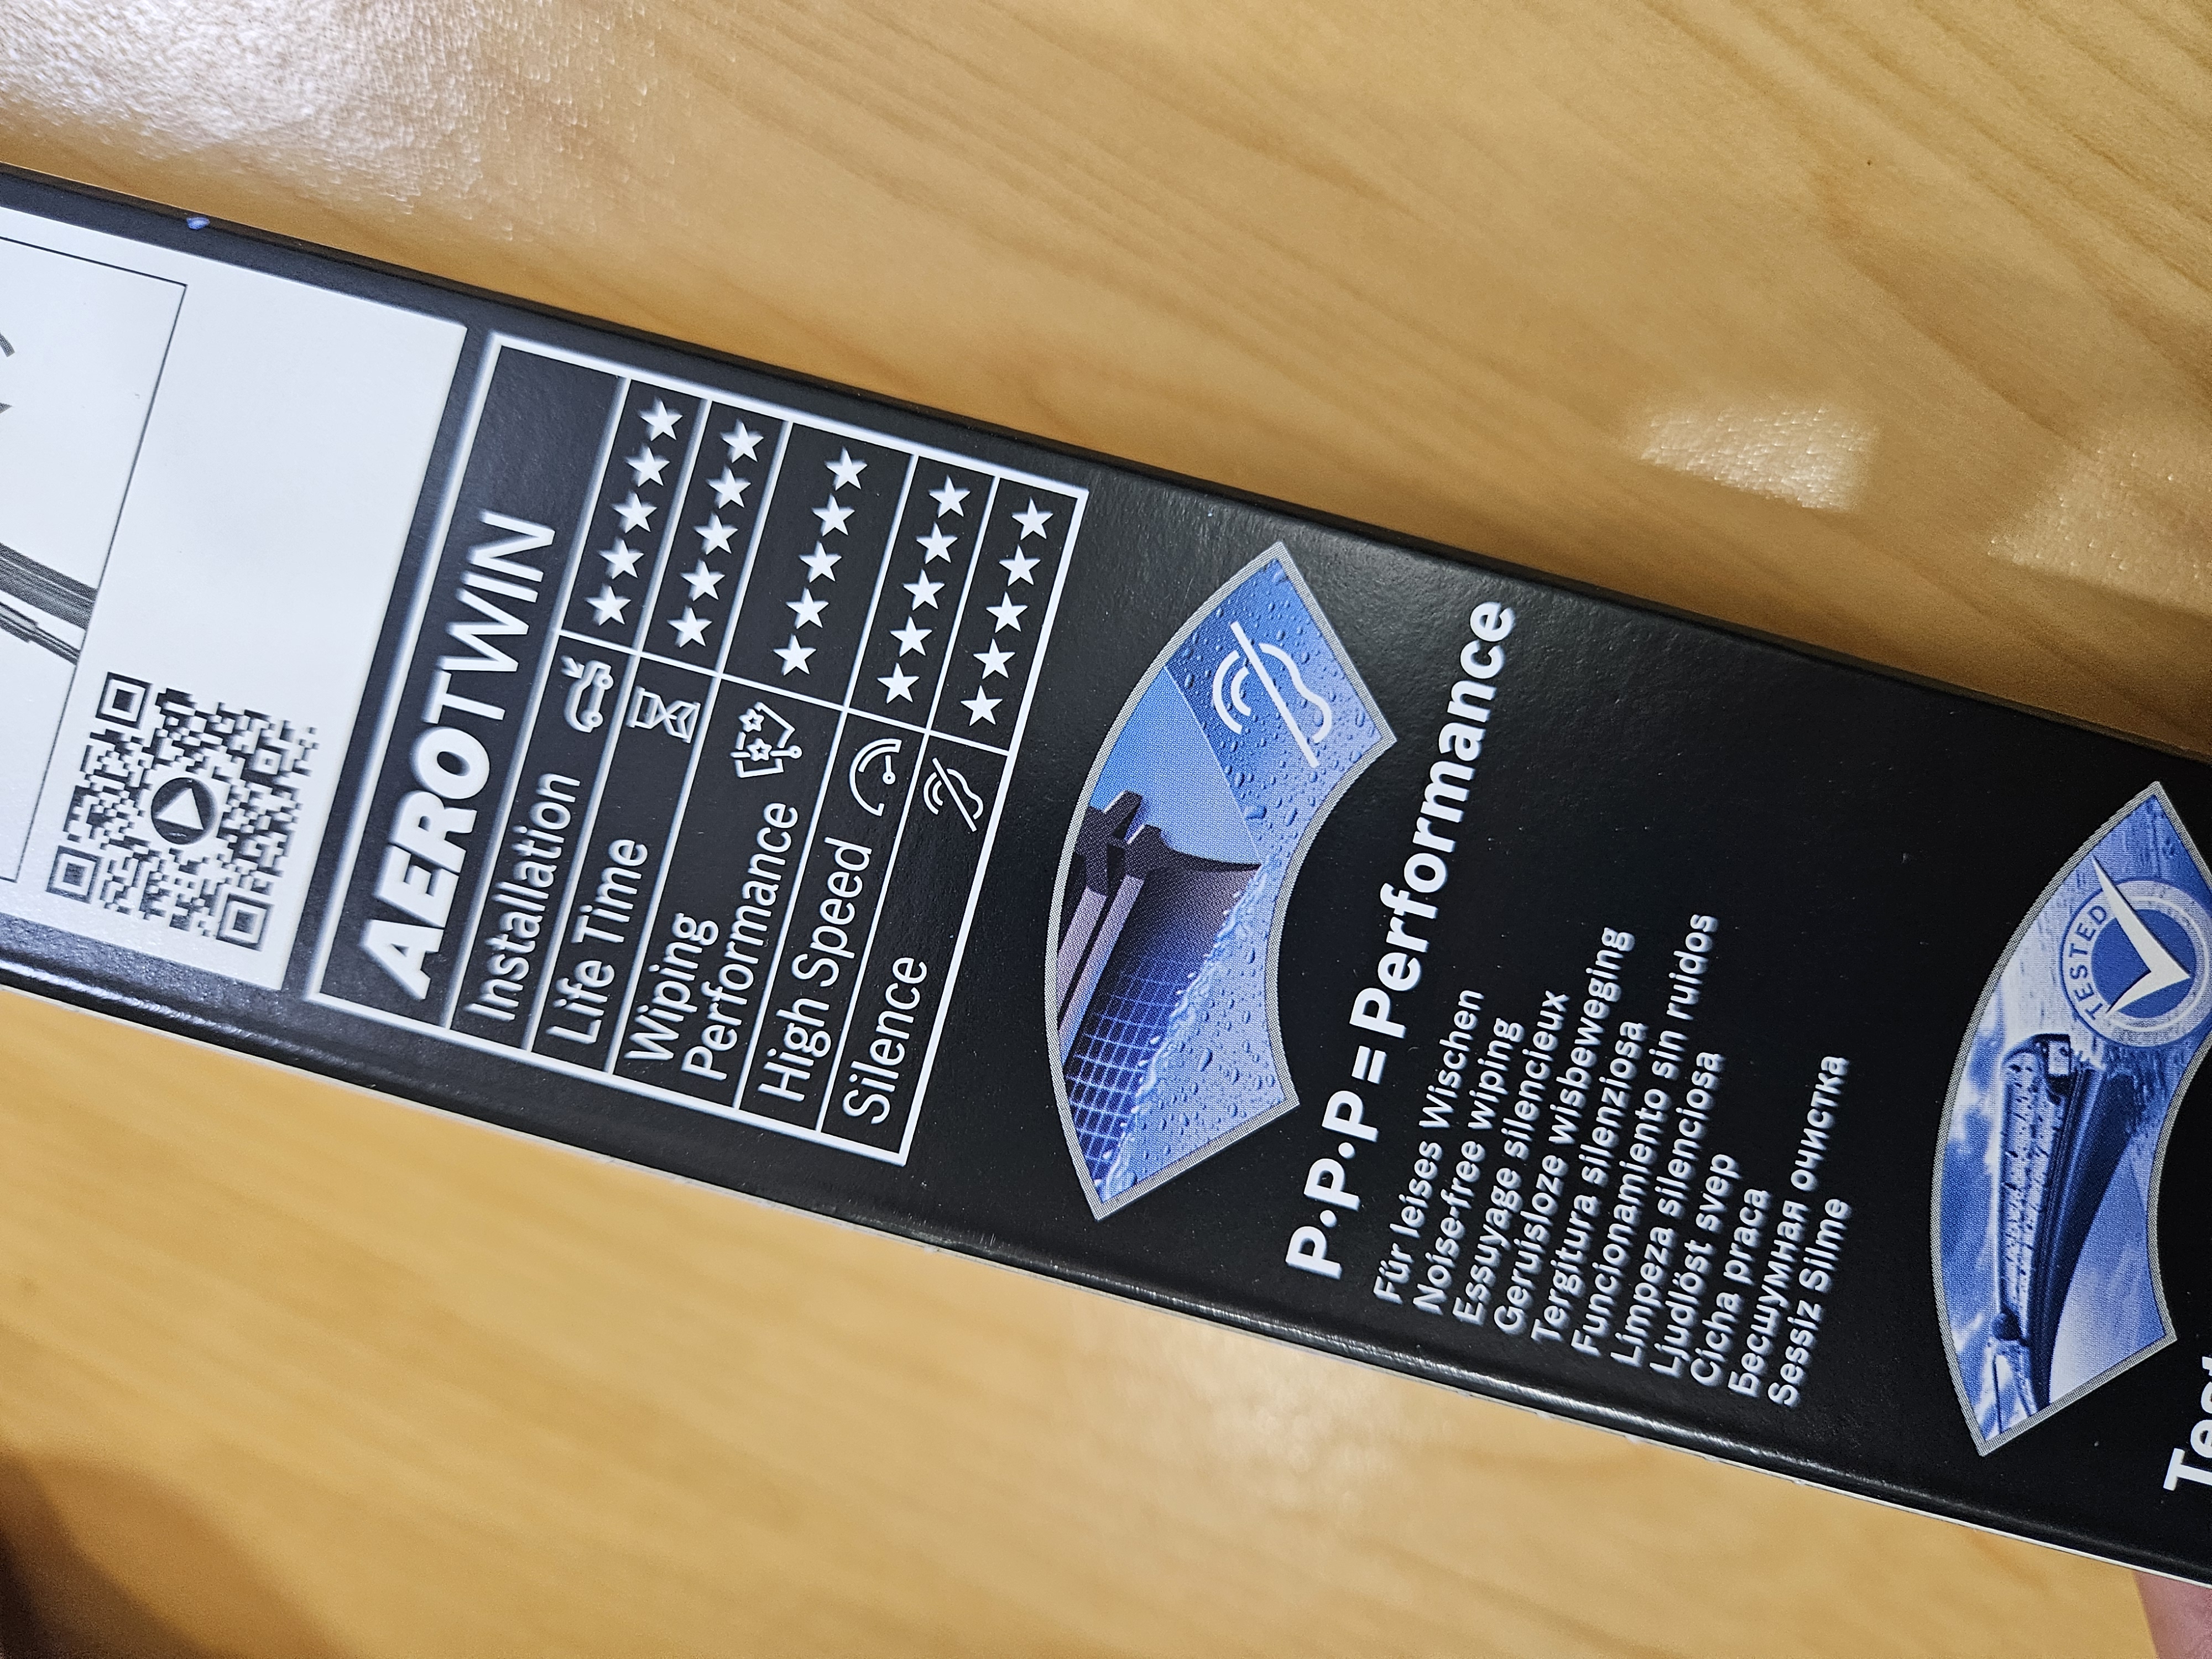 AEROTWIN
Installation ★★★★★
Life Time ★★★★★
Wiping
Performance ★★★★★
High Speed ★★★★★
Silence ★★★★★
P.P.P = Performance
Für leises Wischen
Noise-free wiping
Essuyage silencieux
Geruisloze wisbeweging
Tergitura silenziosa
Funcionamiento sin ruidos
Limpeza silenciosa
Ljudlöst svep
Cicha praca
Бесшумная очистка
Sessiz Silme
TESTED